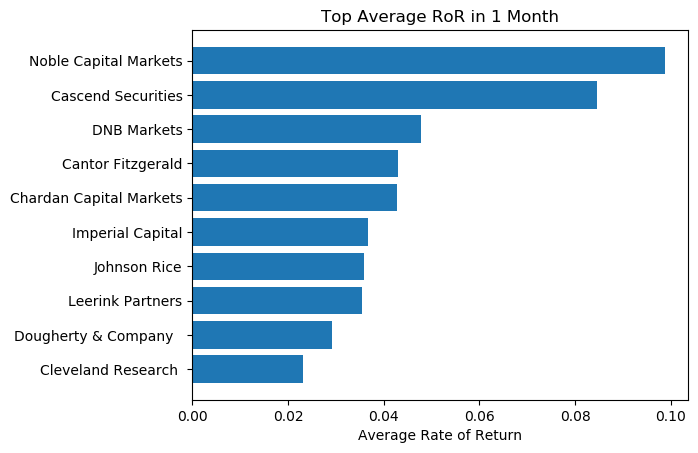 Top Average RoR in 1 Month
Noble Capital Markets
Cascend Securities
DNB Markets
Cantor Fitzgerald
Chardan Capital Markets
Imperial Capital
Johnson Rice
Leerink Partners
Dougherty & Company
Cleveland Research
0.00 0.02 0.04 0.06 0.08 0.10
Average Rate of Return